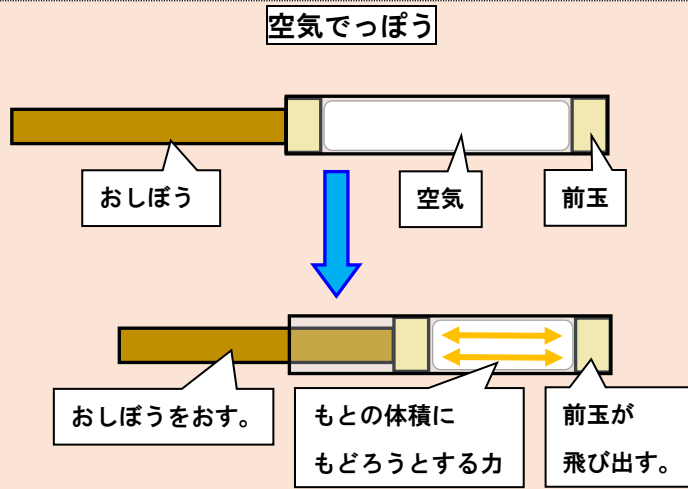 空気でっぽう
おしぼう
空気
前玉
おしぼうをおす。
もとの体積に
もどろうとする力
前玉が
飛び出す。